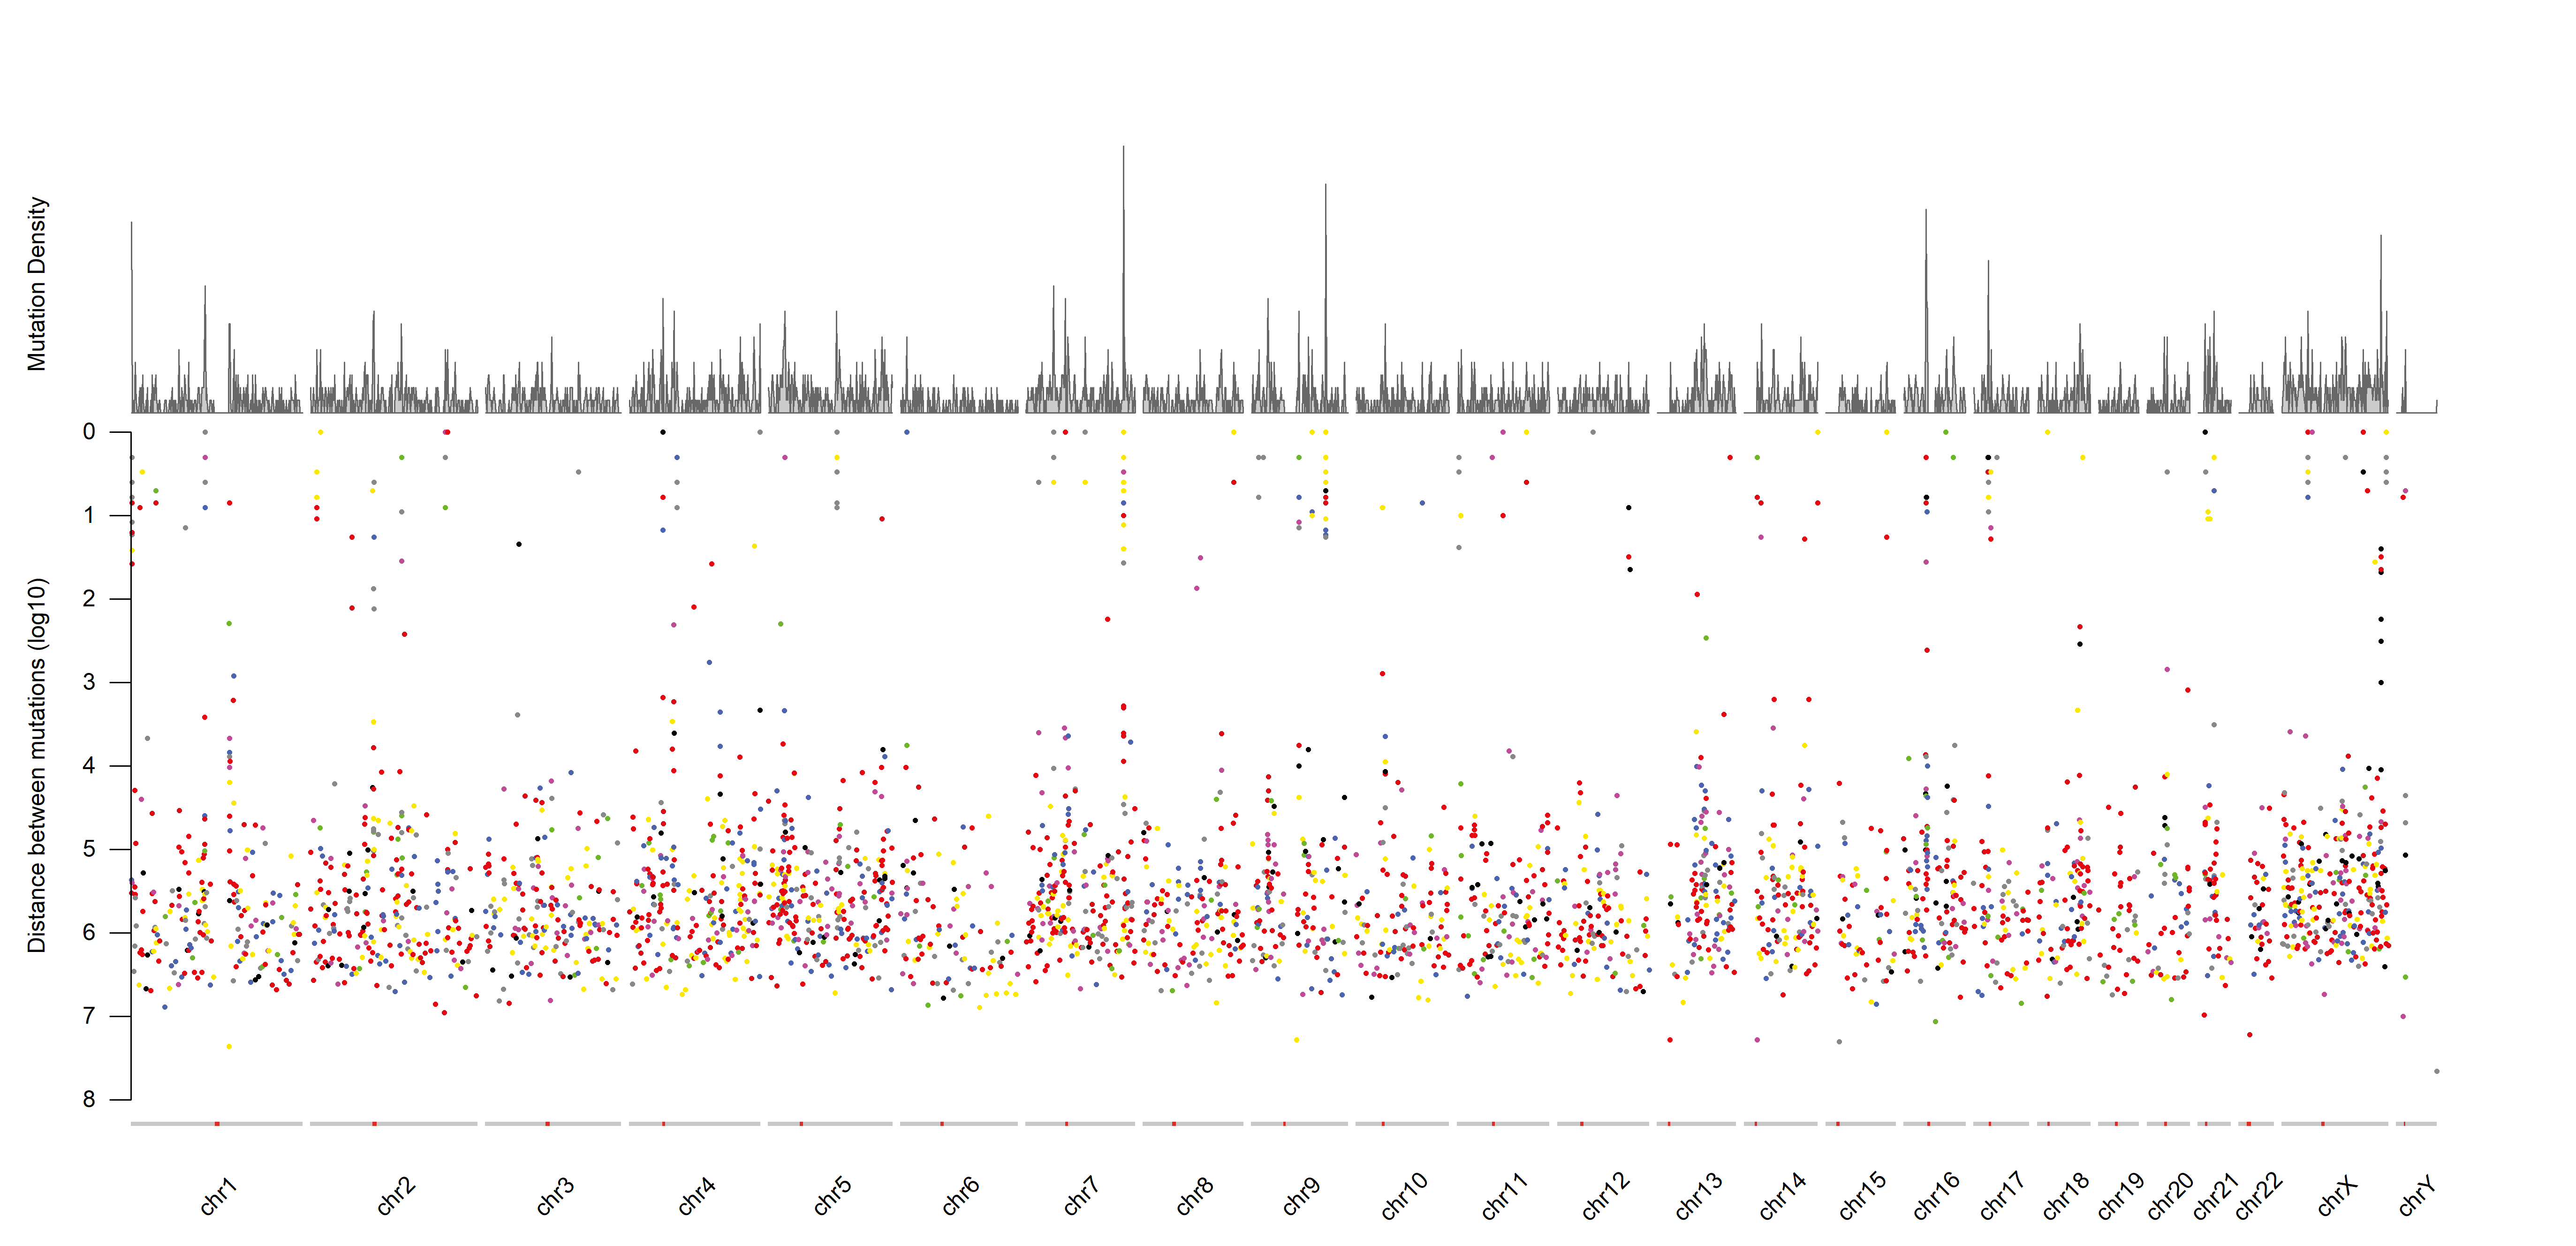 Mutation Density
Distance between mutations (log10)
0
1
2
3
4
5
6
7
8
chr1
chr2
chr3
chr4
chr5
chr6
chr7
chr8
chr9
chr10
chr11
chr12
chr13
chr14
chr15
chr16
chr17
chr18
chr19
chr20
chr21
chr22
chrX
chrY